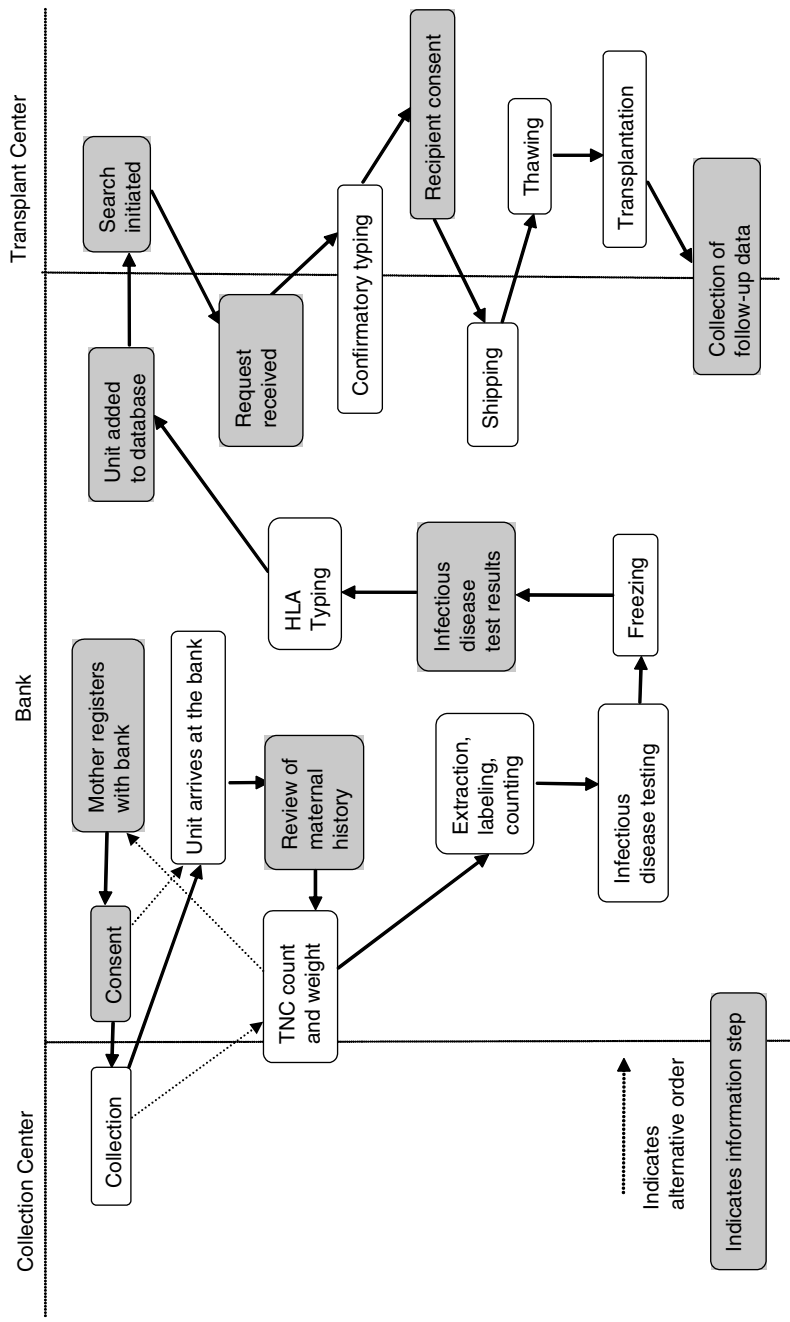 Collection Center
Bank
Transplant Center
Mother registers
with bank
Consent
Collection
Unit arrives at the bank
Review of
maternal
history
TNC count
and weight
Extraction,
labeling,
counting
Infectious
disease testing
Freezing
Infectious
disease
test results
HLA
Typing
Unit added
to database
Search
initiated
Request
received
Confirmatory typing
Recipient consent
Shipping
Thawing
Transplantation
Collection of
follow-up data
Indicates
alternative order
Indicates information step